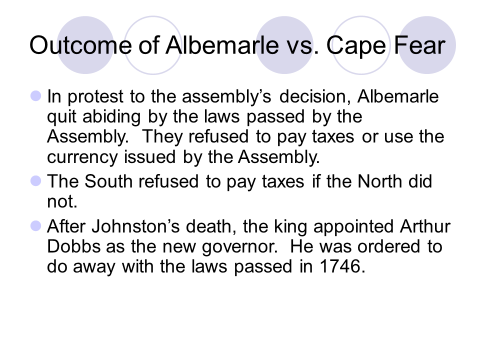 Outcome of Albemarle vs. Cape Fear
In protest to the assembly's decision, Albemarle
quit abiding by the laws passed by the
Assembly. They refused to pay taxes or use the
currency issued by the Assembly.
The South refused to pay taxes if the North did
not.
After Johnston's death, the king appointed Arthur
Dobbs as the new governor. He was ordered to
do away with the laws passed in 1746.